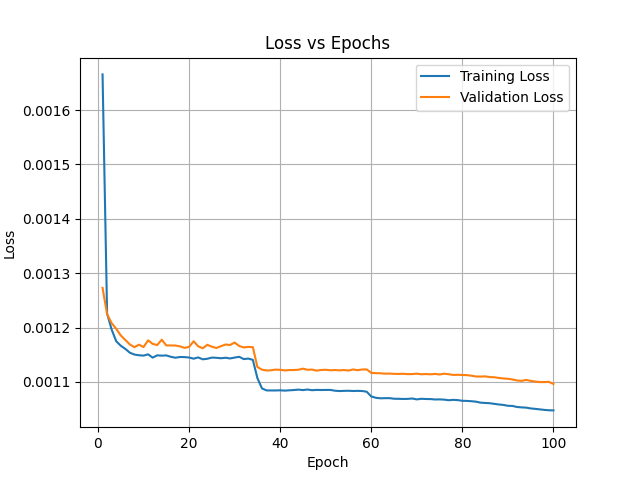 Loss vs Epochs
Training Loss
Validation Loss
0.0016
0.0015
0.0014
0.0013
0.0012
0.0011
Loss
0 20 40 60 80 100
Epoch